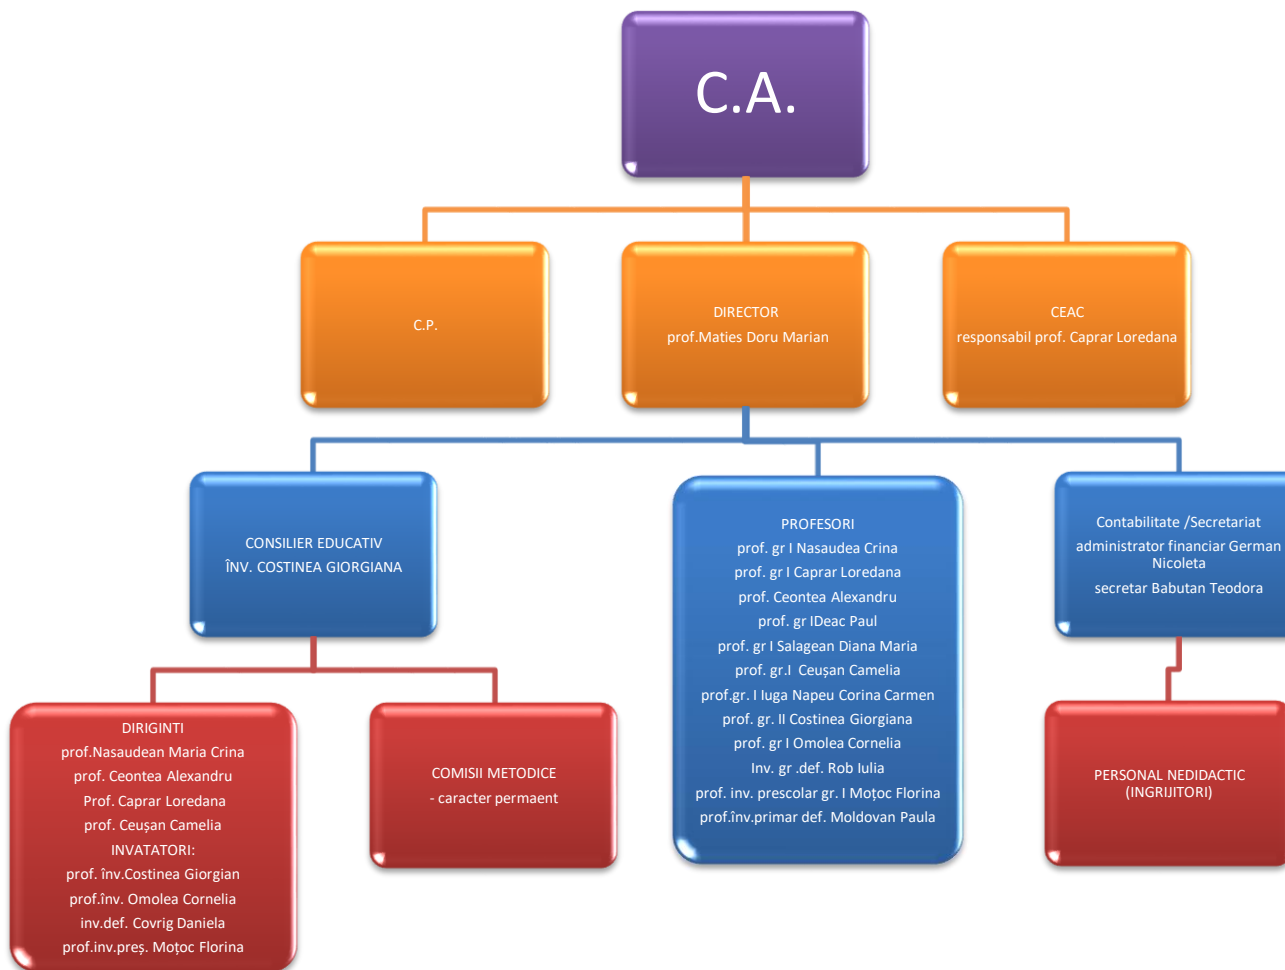 C.A.
C.P.
DIRECTOR
prof.Maties Doru Marian
CEAC
responsabil prof. Caprar Loredana
CONSILIER EDUCATIV
ÎNV. COSTINEA GIORGIANA
PROFESORI
prof. gr I Nasaudea Crina
prof. gr I Caprar Loredana
prof. Ceontea Alexandru
prof. gr IDeac Paul
prof. gr I Salagean Diana Maria
prof. gr.I Ceușan Camelia
prof.gr. I Iuga Napeu Corina Carmen
prof. gr. II Costinea Giorgiana
prof. gr I Omolea Cornelia
Inv. gr .def. Rob Iulia
prof. inv. prescolar gr. I Moțoc Florina
prof.înv.primar def. Moldovan Paula
Contabilitate /Secretariat
administrator financiar German
Nicoleta
secretar Babutan Teodora
DIRIGINTI
prof.Nasaudean Maria Crina
prof. Ceontea Alexandru
Prof. Caprar Loredana
prof. Ceușan Camelia
INVATATORI:
prof. înv.Costinea Giorgian
prof.înv. Omolea Cornelia
inv.def. Covrig Daniela
prof.inv.preș. Moțoc Florina
COMISII METODICE
- caracter permaent
PERSONAL NEDIDACTIC
(INGRIJITORI)